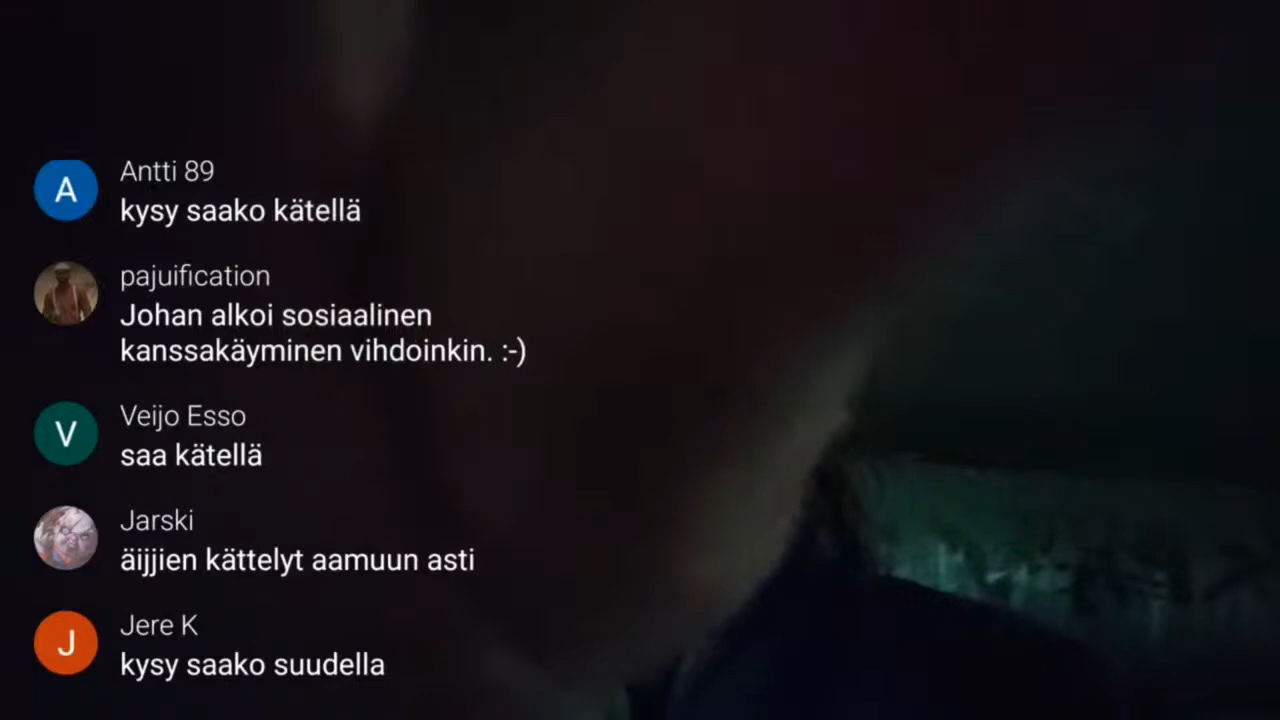 Antti 89
A
kysy saako kätellä
pajuification
Johan alkoi sosiaalinen
kanssakäyminen vihdoinkin. :-)
Veijo Esso
V
saa kätellä
Jarski
äijjien kättelyt aamuun asti
Jere K
J
kysy saako suudella